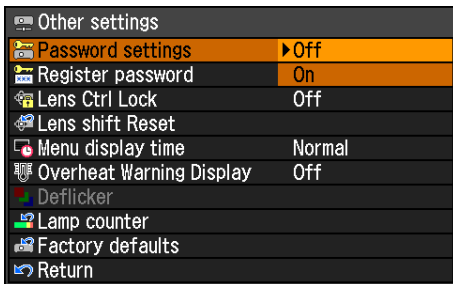 Other settings
Password settings Off
Register password On
Lens Ctrl Lock Off
Lens shift Reset
Menu display time Normal
Overheat Warning Display Off
Deflicker
Lamp counter
Factory defaults
Return